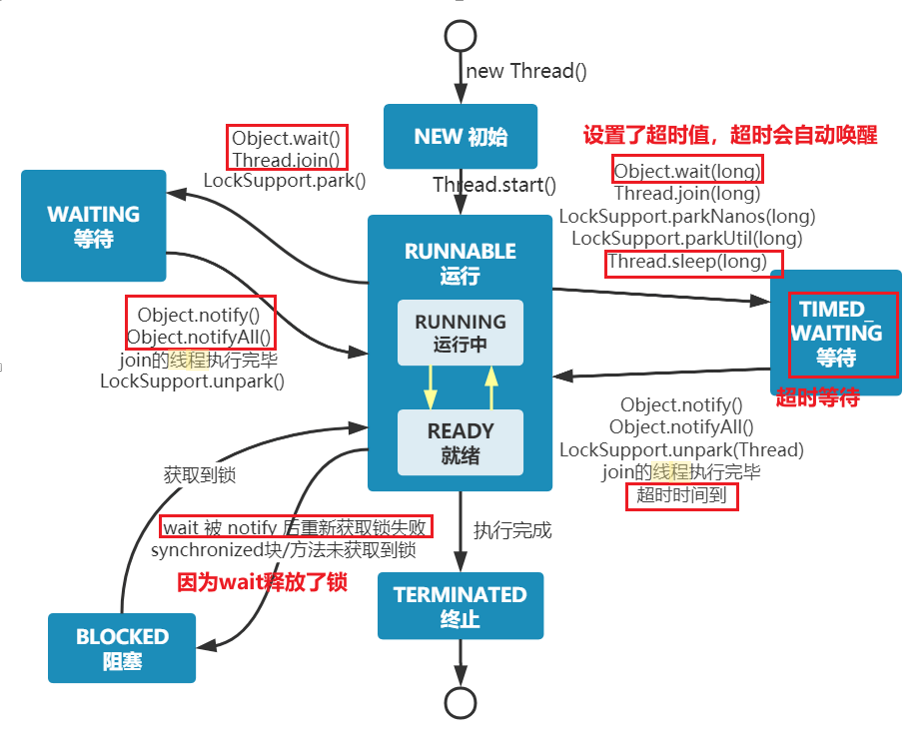 new Thread()
NEW 初始
Object.wait()
Thread.join()
LockSupport.park()
Thread.start()
设置了超时值，超时会自动唤醒
Object.wait(long)
Thread.join(long)
LockSupport.parkNanos(long)
LockSupport.parkUtil(long)
Thread.sleep(long)
WAITING
等待
RUNNABLE
运行
RUNNING
运行中
READY
就绪
TIMED_
WAITING
等待
超时等待
Object.notify()
Object.notifyAll()
join的线程执行完毕
LockSupport.unpark()
Object.notify()
Object.notifyAll()
LockSupport.unpark(Thread)
join的线程执行完毕
超时时间到
获取到锁
wait 被 notify 后重新获取锁失败
synchronized块/方法未获取到锁
因为wait释放了锁
执行完成
TERMINATED
终止
BLOCKED
阻塞